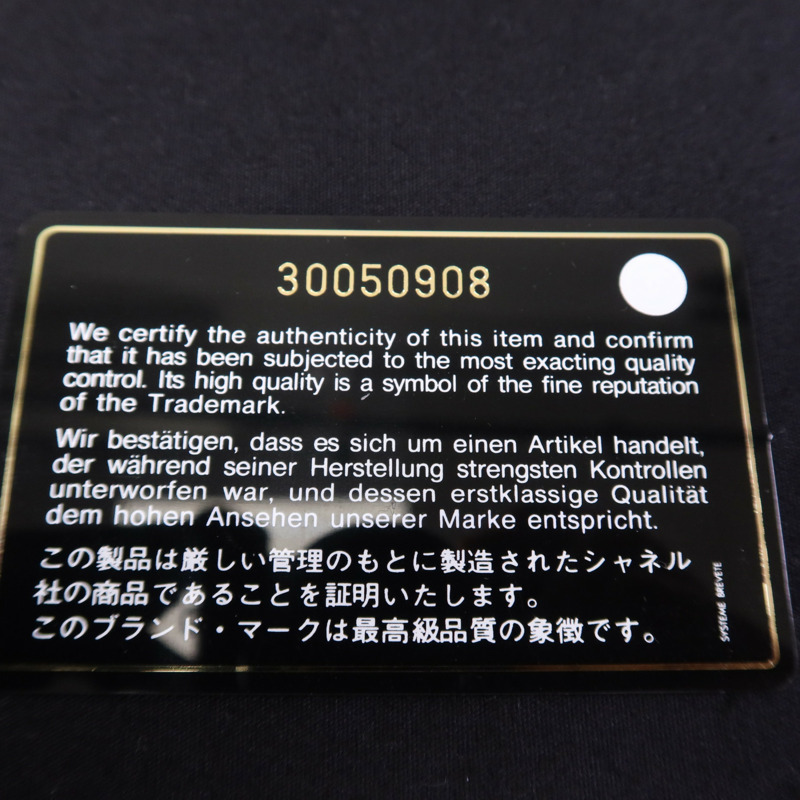 30050908
We certify the authenticity of this item and confirm
that it has been subjected to the most exacting quality
control. Its high quality is a symbol of the fine reputation
of the Trademark.
Wir bestätigen, dass es sich um einen Artikel handelt,
der während seiner Herstellung strengsten Kontrollen
unterworfen war, und dessen erstklassige Qualität
dem hohen Ansehen unserer Marke entspricht.
この製品は厳しい管理のもとに製造されたシャネル
社の商品であることを証明いたします。
このブランド・マークは最高級品質の象徴です。
SYSTEME BREVETE